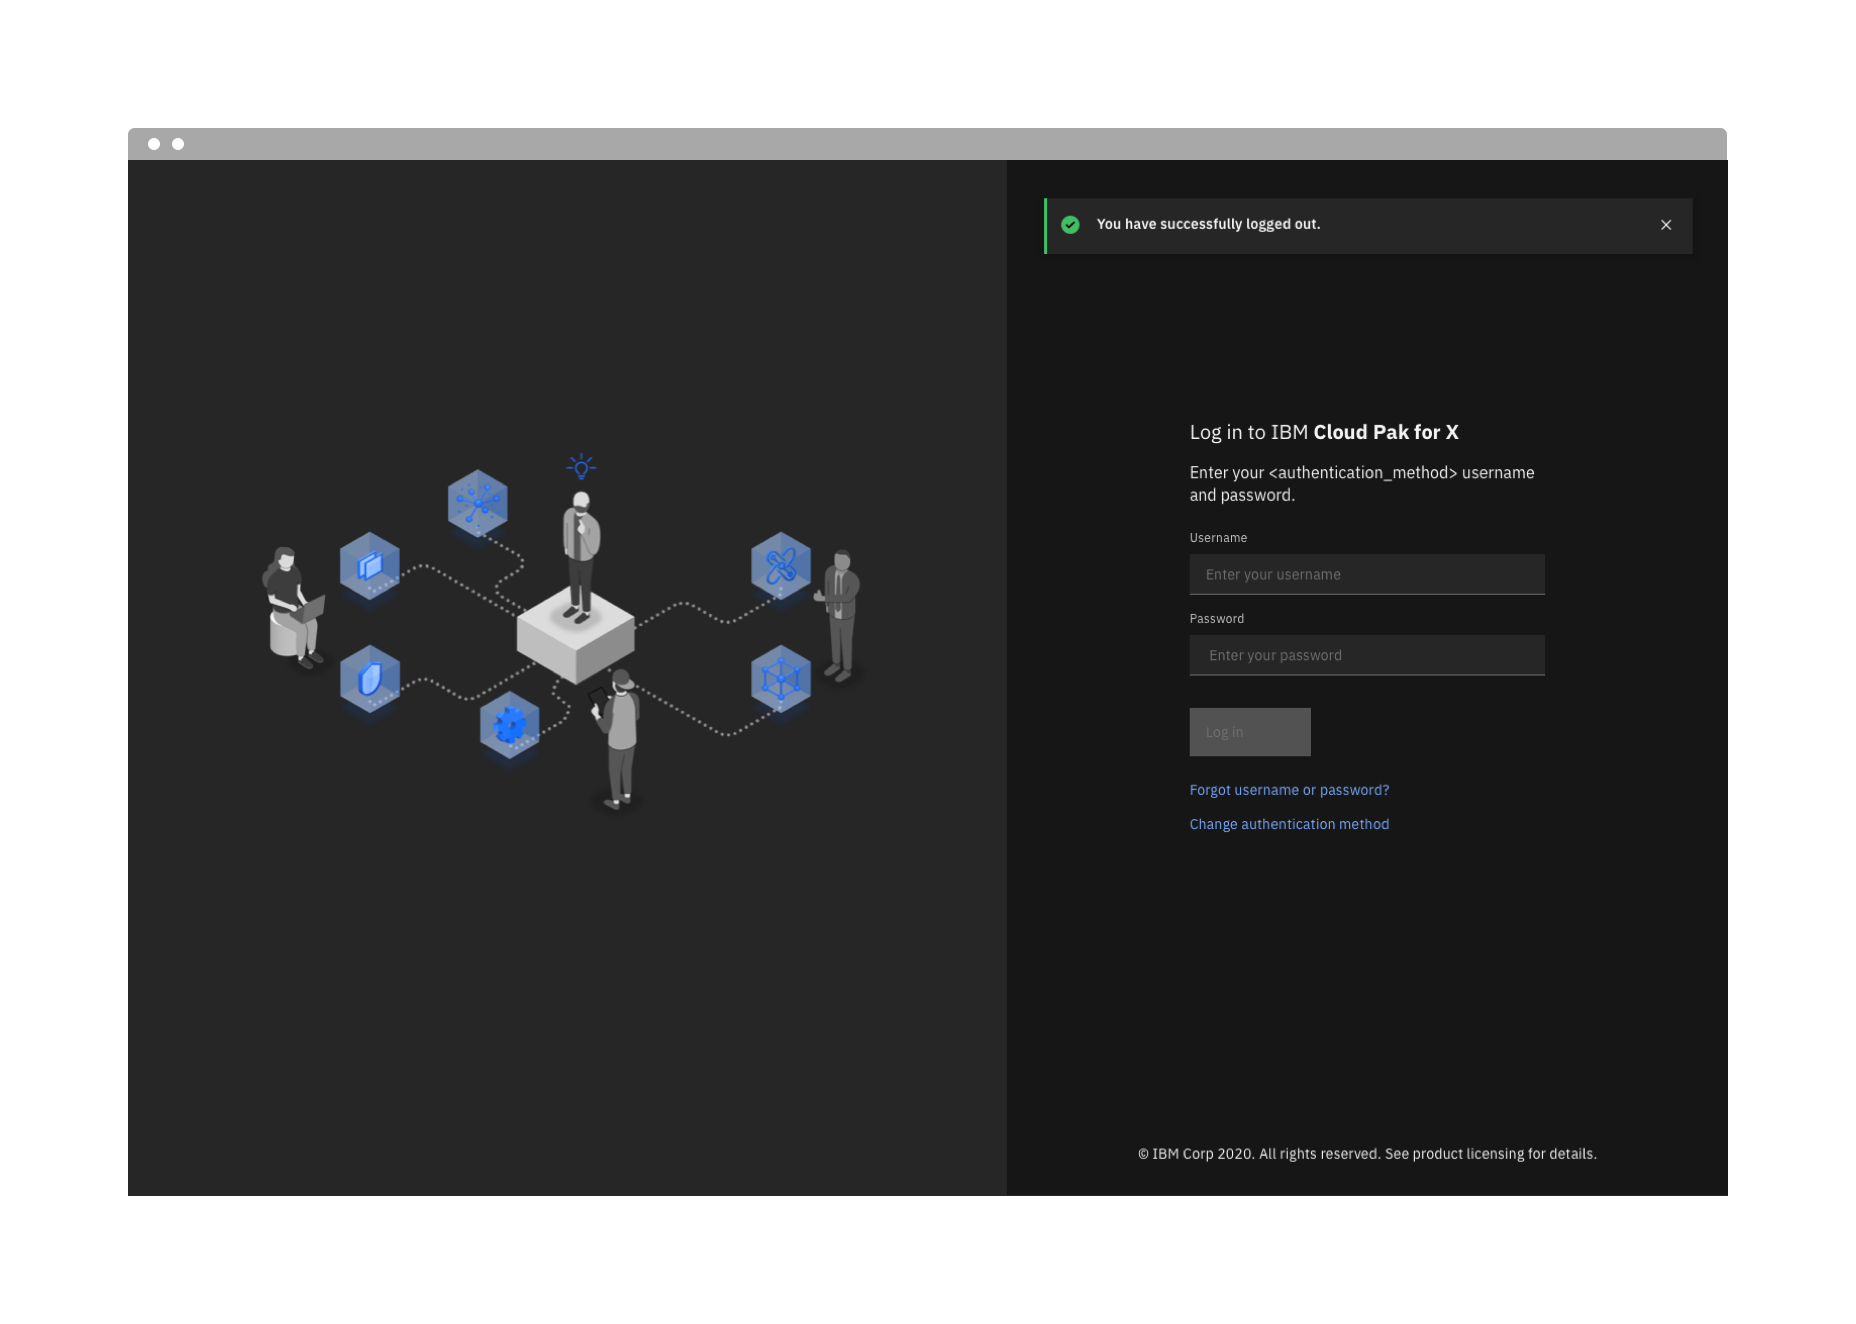 You have successfully logged out.
Log in to IBM Cloud Pak for X
Enter your <authentication_method> username
and password.
Username
Enter your username
Password
Enter your password
Log in
Forgot username or password?
Change authentication method
© IBM Corp 2020. All rights reserved. See product licensing for details.